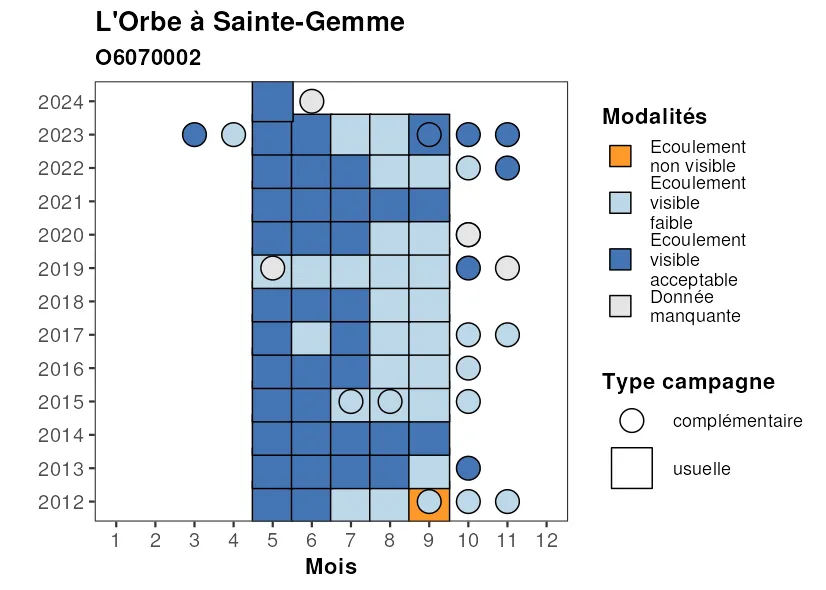 L'Orbe à Sainte-Gemme
O6070002
2024
2023
2022
2021
2020
2019
2018
2017
2016
2015
2014
2013
2012
1 2 3 4 5 6 7 8 9 10 11 12
Mois
Modalités
Ecoulement
non visible
Ecoulement
visible
faible
Ecoulement
visible
acceptable
Donnée
manquante
Type campagne
complémentaire
usuelle